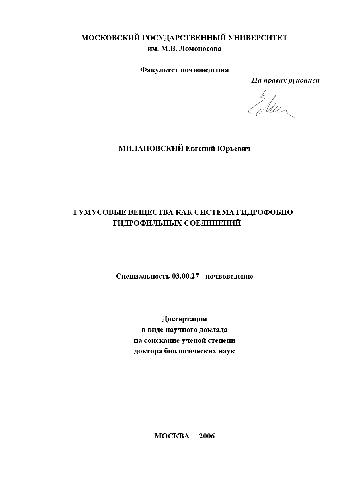 МОСКОВСКИЙ ГОСУДАРСТВЕННЫЙ УНИВЕРСИТЕТ
им. М.В. Ломоносова
Факультет почвоведения
На правах рукописи
МИЛАНОВСКИЙ Евгений Юрьевич
ГУМУСОВЫЕ ВЕЩЕСТВА КАК СИСТЕМА ГИДРОФОБНО-
ГИДРОФИЛЬНЫХ СОЕДИНЕНИЙ
Специальность 03.00.27 - почвоведение
Диссертация
в виде научного доклада
на соискание ученой степени
доктора биологических наук
МОСКВА – 2006